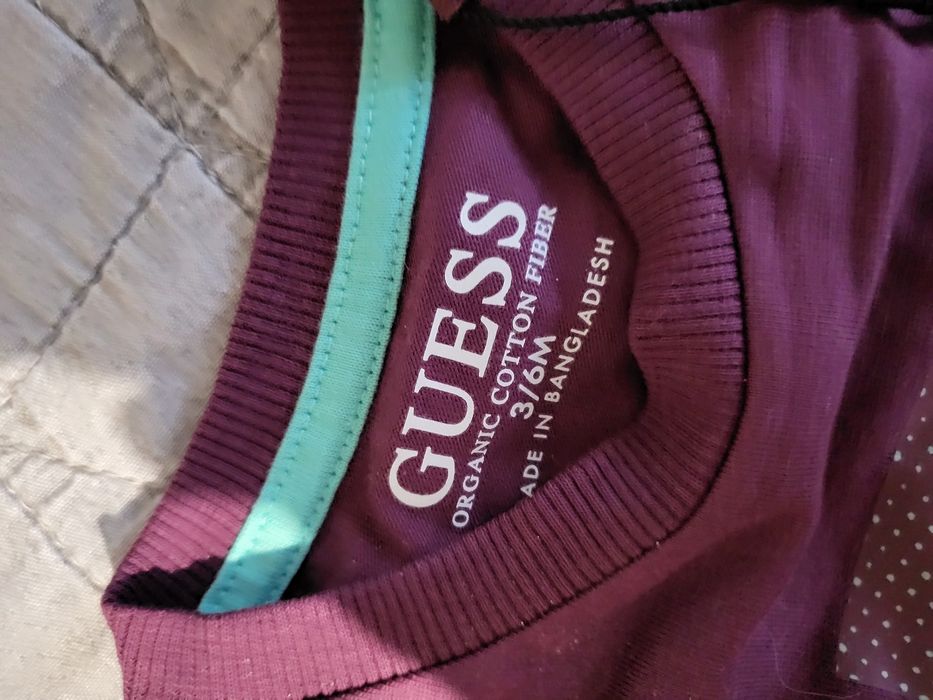 GUESS
ORGANIC COTTON FIBER
3/6M
ADE IN BANGLADESH